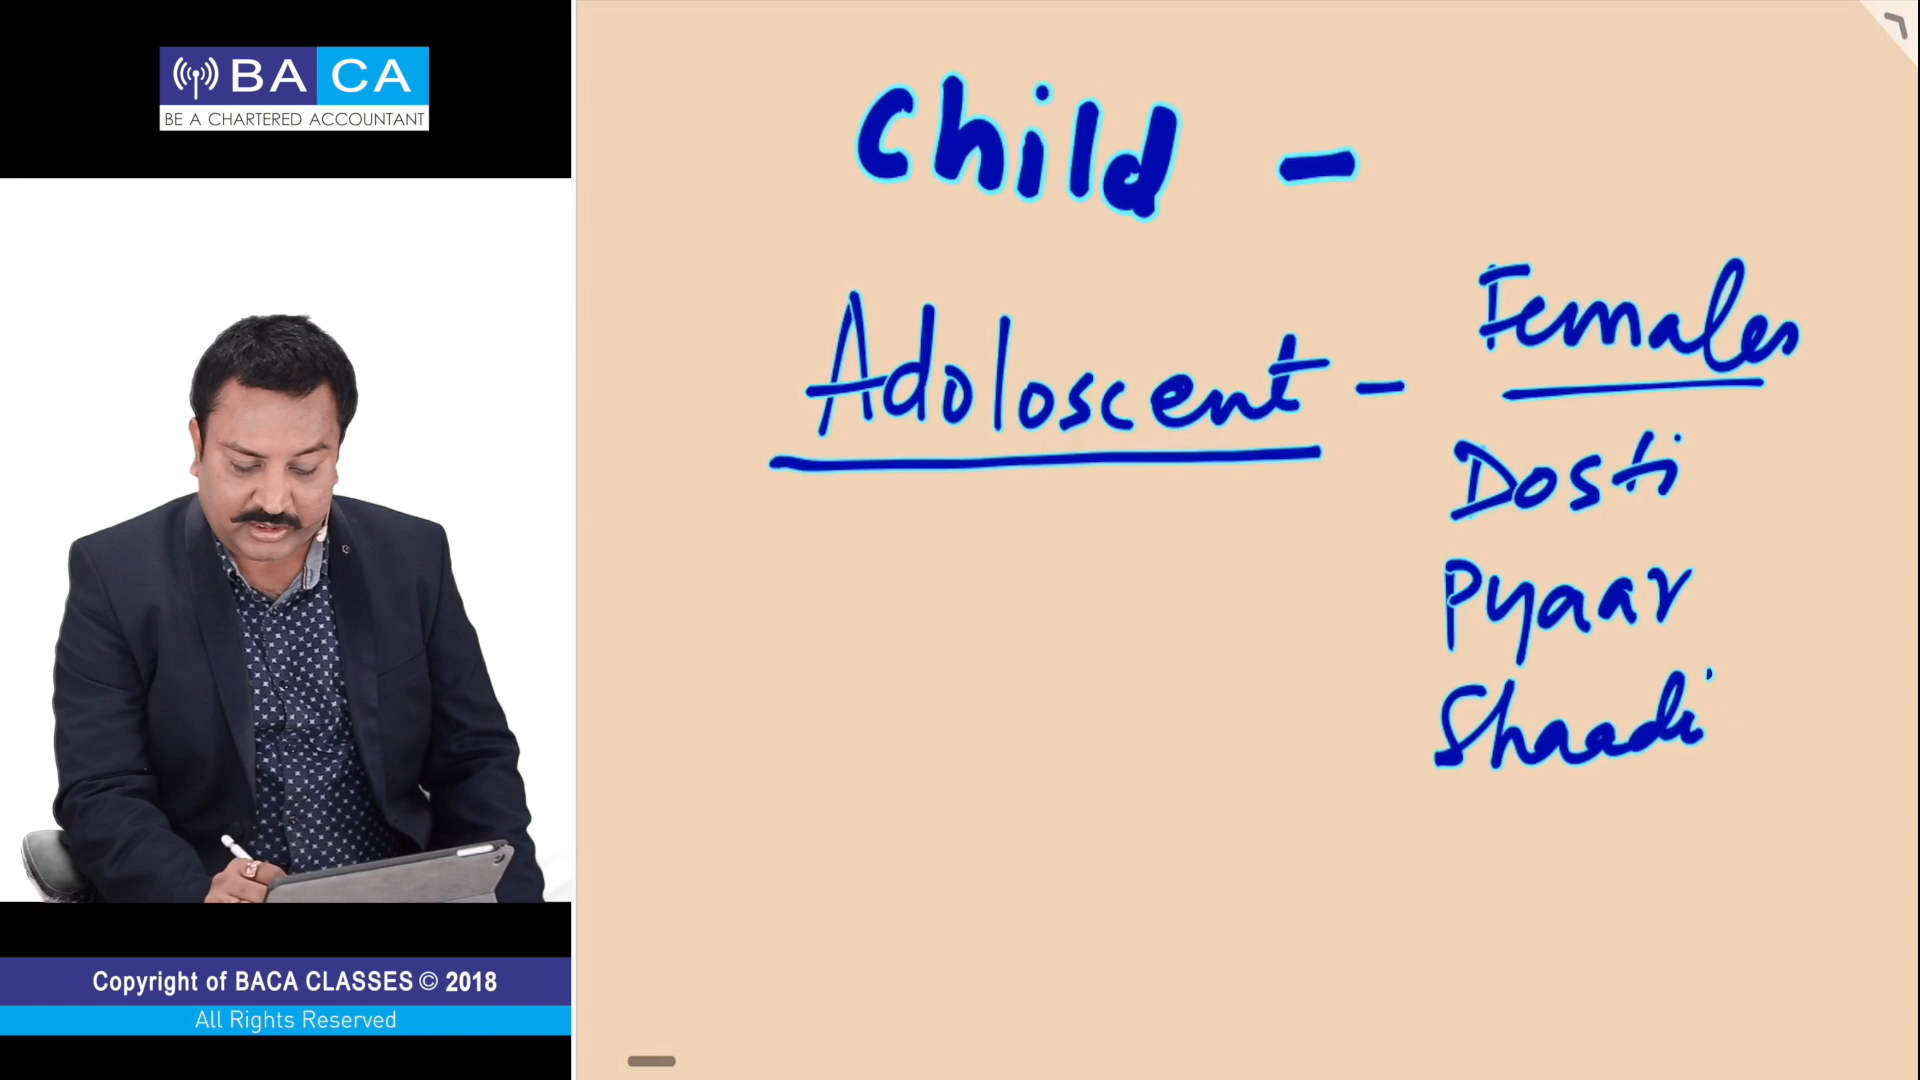 BA CA
BE A CHARTERED ACCOUNTANT
Child -
Adoloscent - Females
Dosti
Pyaar
Shaadi
Copyright of BACA CLASSES © 2018
All Rights Reserved